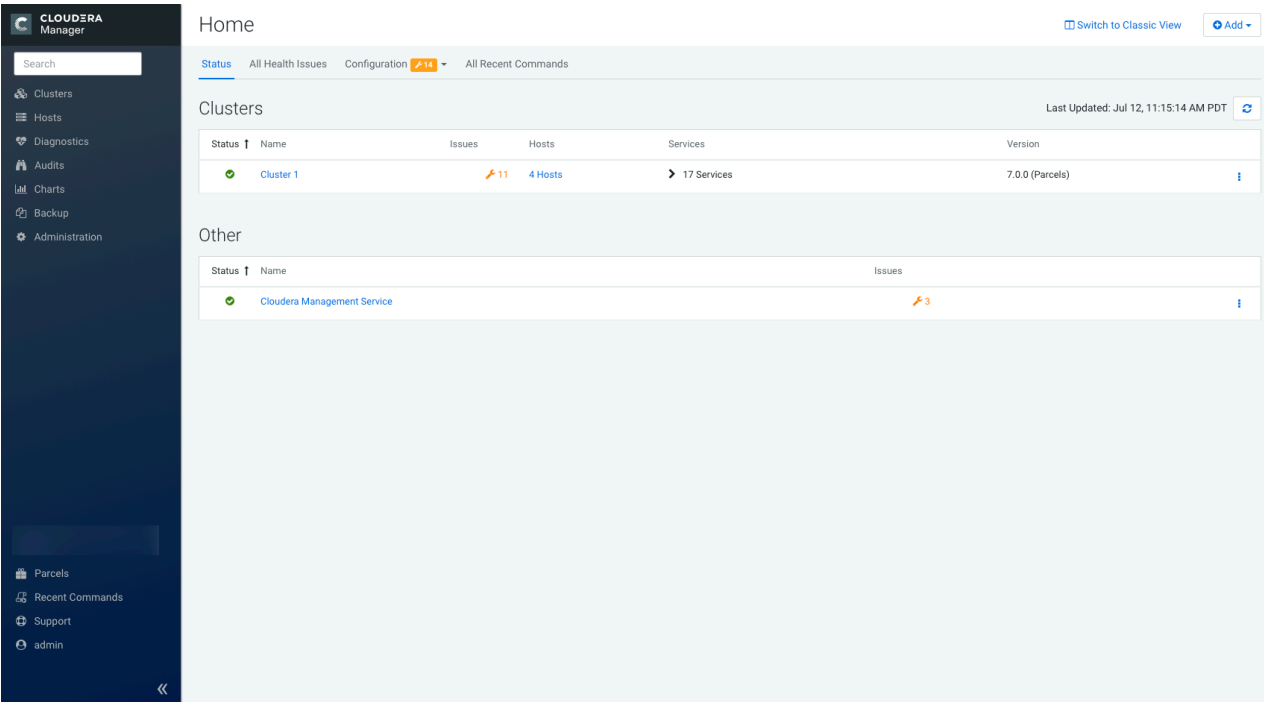 CLOUDERA
Manager
Search
Clusters
Hosts
Diagnostics
Audits
Charts
Backup
Administration
Parcels
Recent Commands
Support
admin
Home
Switch to Classic View
Add
Status All Health Issues Configuration 14 All Recent Commands
Clusters
Last Updated: Jul 12, 11:15:14 AM PDT
Status Name Issues Hosts Services Version
Cluster 1 11 4 Hosts 17 Services 7.0.0 (Parcels)
Other
Status Name Issues
Cloudera Management Service 3